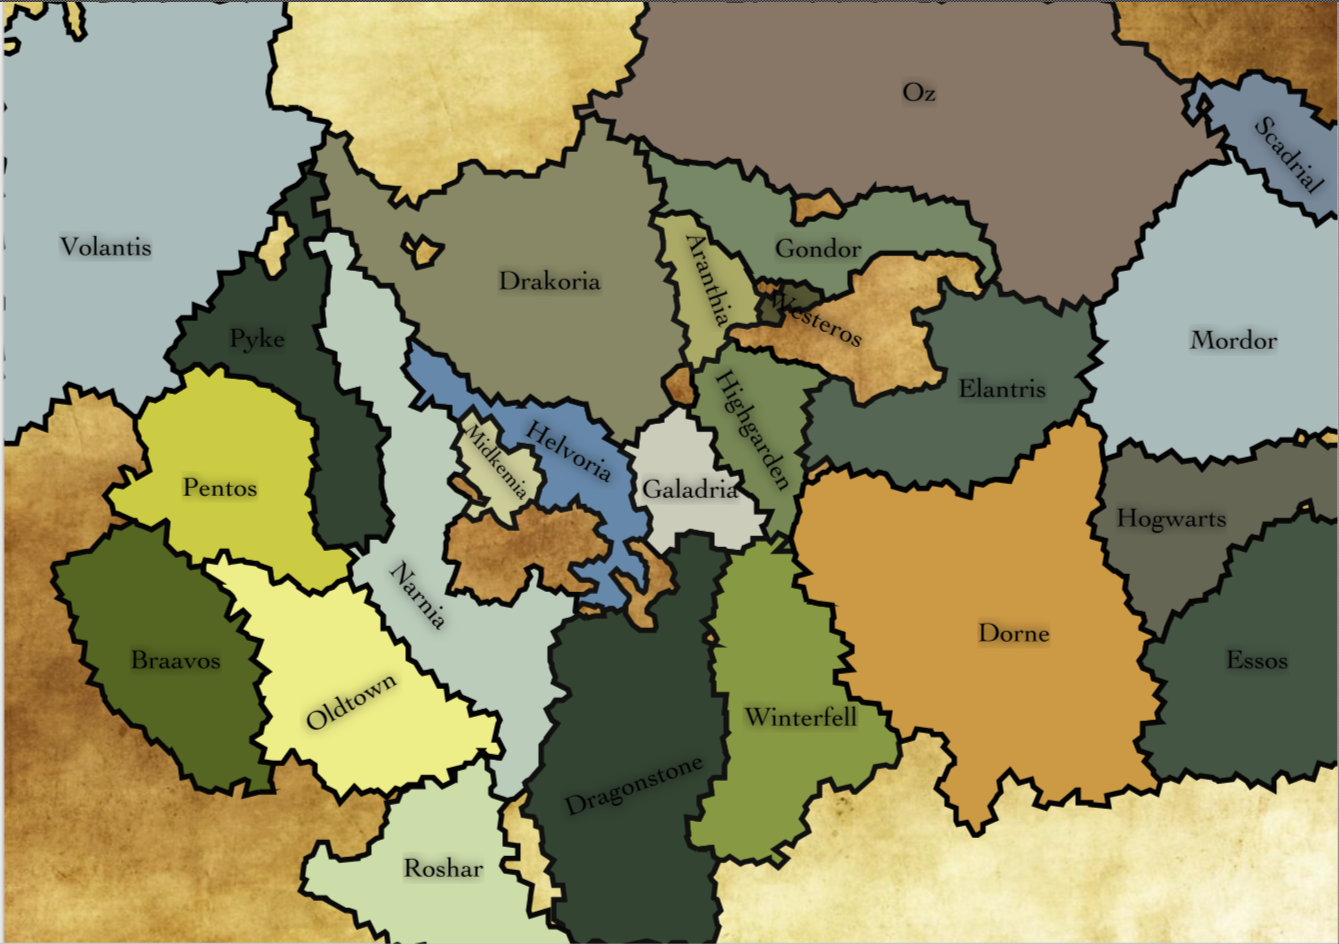 Oz
Scadrial
Volantis
Gondor
Drakoria
Aranthia
Westeros
Pyke
Mordor
Elantris
Highgarden
Helvoria
Midkemia
Pentos
Galadria
Hogwarts
Narnia
Dorne
Braavos
Essos
Oldtown
Winterfell
Dragonstone
Roshar